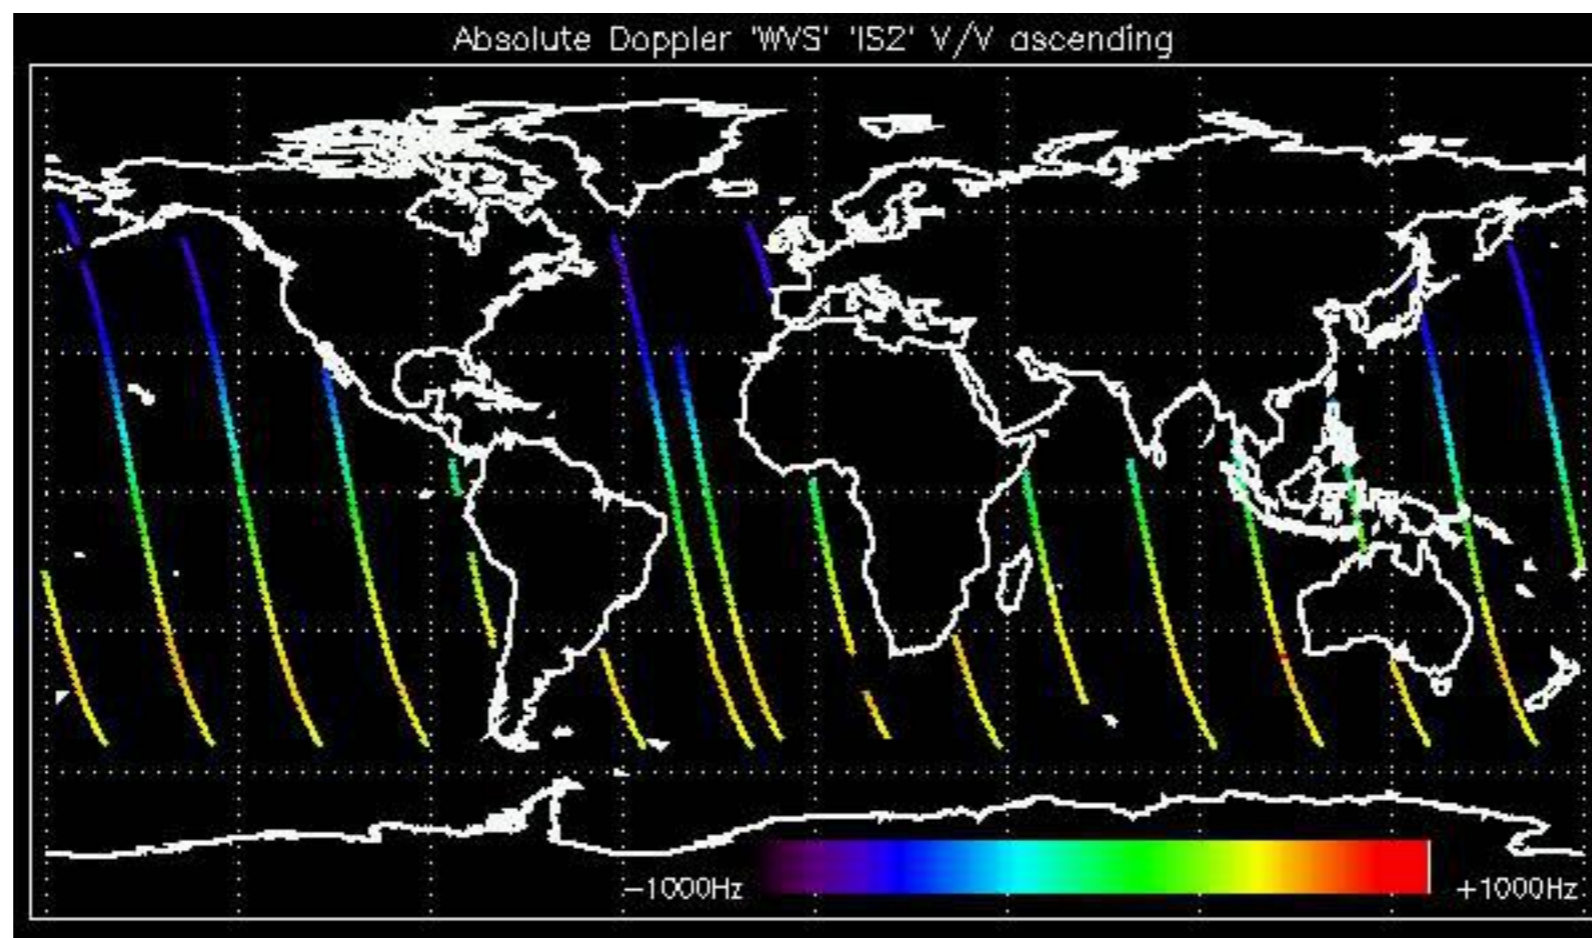 Absolute Doppler 'WVS' 'IS2' V/V ascending
-1000Hz +1000Hz